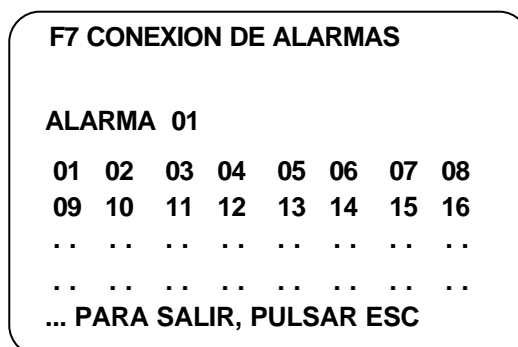 F7 CONEXION DE ALARMAS
ALARMA 01
01 02 03 04 05 06 07 08
09 10 11 12 13 14 15 16
. . . . . . . . . . . . . . . .
. . . . . . . . . . . . . . . .
... PARA SALIR, PULSAR ESC